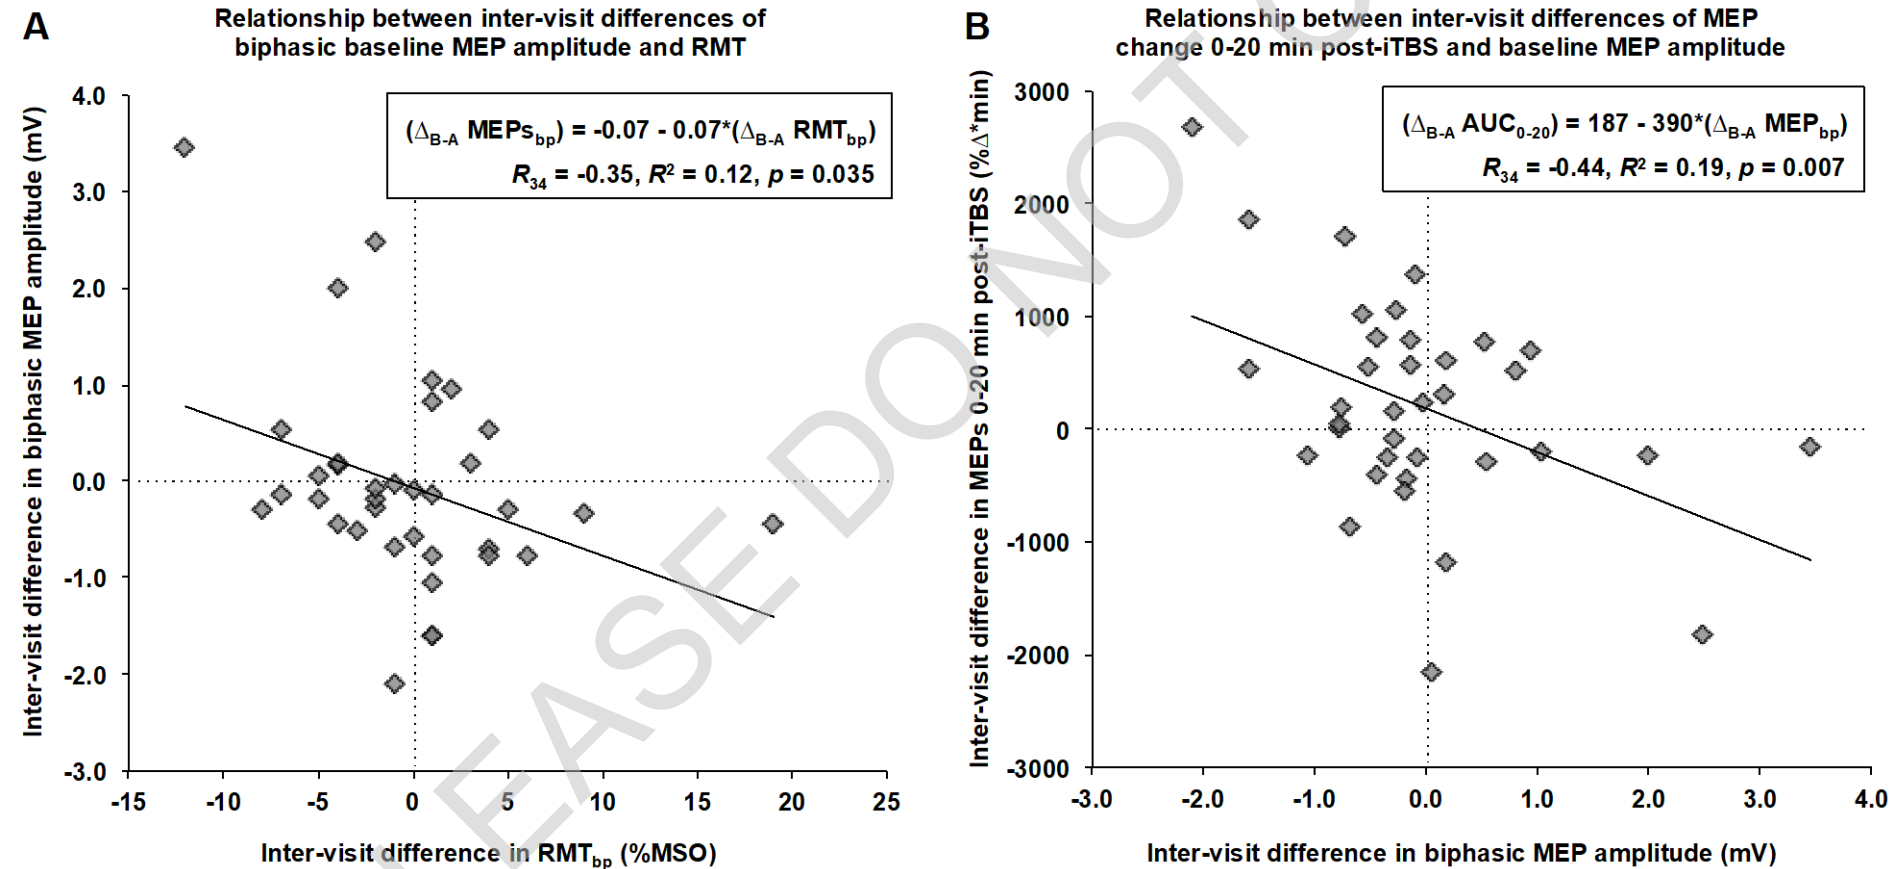 A
Relationship between inter-visit differences of
biphasic baseline MEP amplitude and RMT
Inter-visit difference in biphasic MEP amplitude (mV)
4.0
3.0
2.0
1.0
0.0
-1.0
-2.0
-3.0
(ΔB-A MEPsbp) = -0.07 - 0.07*(ΔB-A RMTbp)
R34 = -0.35, R² = 0.12, p = 0.035
-15 -10 -5 0 5 10 15 20 25
Inter-visit difference in RMTbp (%MSO)
B
Relationship between inter-visit differences of MEP
change 0-20 min post-iTBS and baseline MEP amplitude
Inter-visit difference in MEPs 0-20 min post-iTBS (%Δ*min)
3000
2000
1000
0
-1000
-2000
-3000
(ΔB-A AUC0-20) = 187 - 390*(ΔB-A MEPbp)
R34 = -0.44, R² = 0.19, p = 0.007
-3.0 -2.0 -1.0 0.0 1.0 2.0 3.0 4.0
Inter-visit difference in biphasic MEP amplitude (mV)
EASE DO NOT